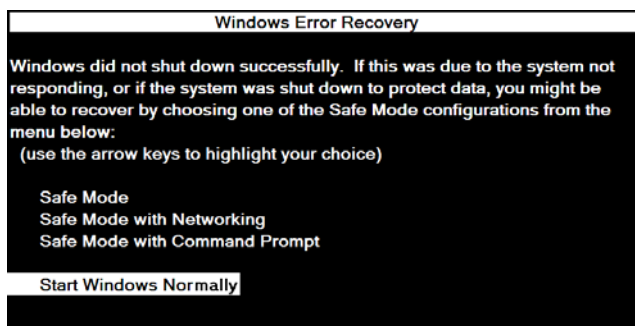 Windows Error Recovery
Windows did not shut down successfully. If this was due to the system not
responding, or if the system was shut down to protect data, you might be
able to recover by choosing one of the Safe Mode configurations from the
menu below:
(use the arrow keys to highlight your choice)
Safe Mode
Safe Mode with Networking
Safe Mode with Command Prompt
Start Windows Normally